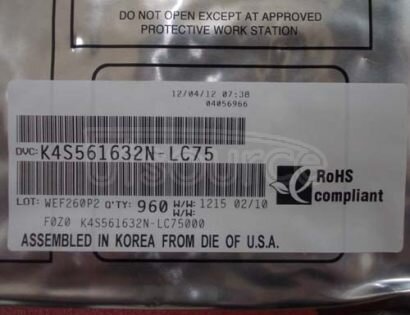 DO NOT OPEN EXCEPT AT APPROVED
PROTECTIVE WORK STATION
12/04/12 07:38
04056966
DVC: K4S561632N-LC75
RoHS
compliant
LOT: WEF260P2 Q'TY: 960 W/W: 1215 02/10
W/W:
F0Z0 K4S561632N-LC75000
ASSEMBLED IN KOREA FROM DIE OF U.S.A.